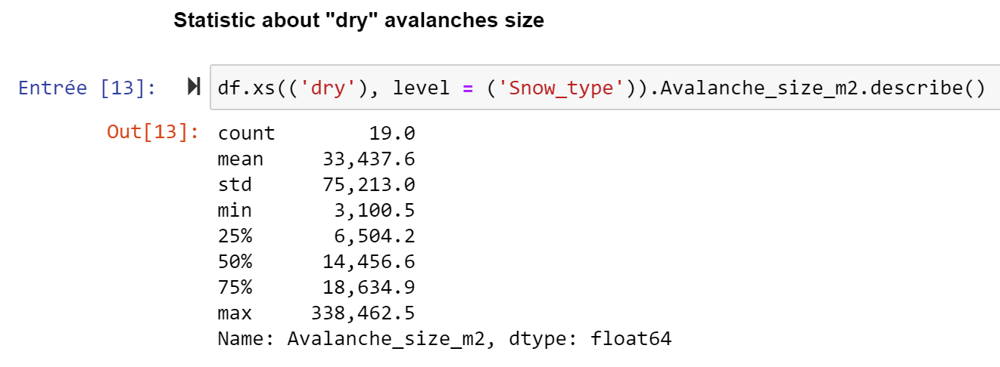 Statistic about "dry" avalanches size
Entrée [13]: df.xs(('dry'), level = ('Snow_type')).Avalanche_size_m2.describe()
Out[13]: count 19.0
mean 33,437.6
std 75,213.0
min 3,100.5
25% 6,504.2
50% 14,456.6
75% 18,634.9
max 338,462.5
Name: Avalanche_size_m2, dtype: float64